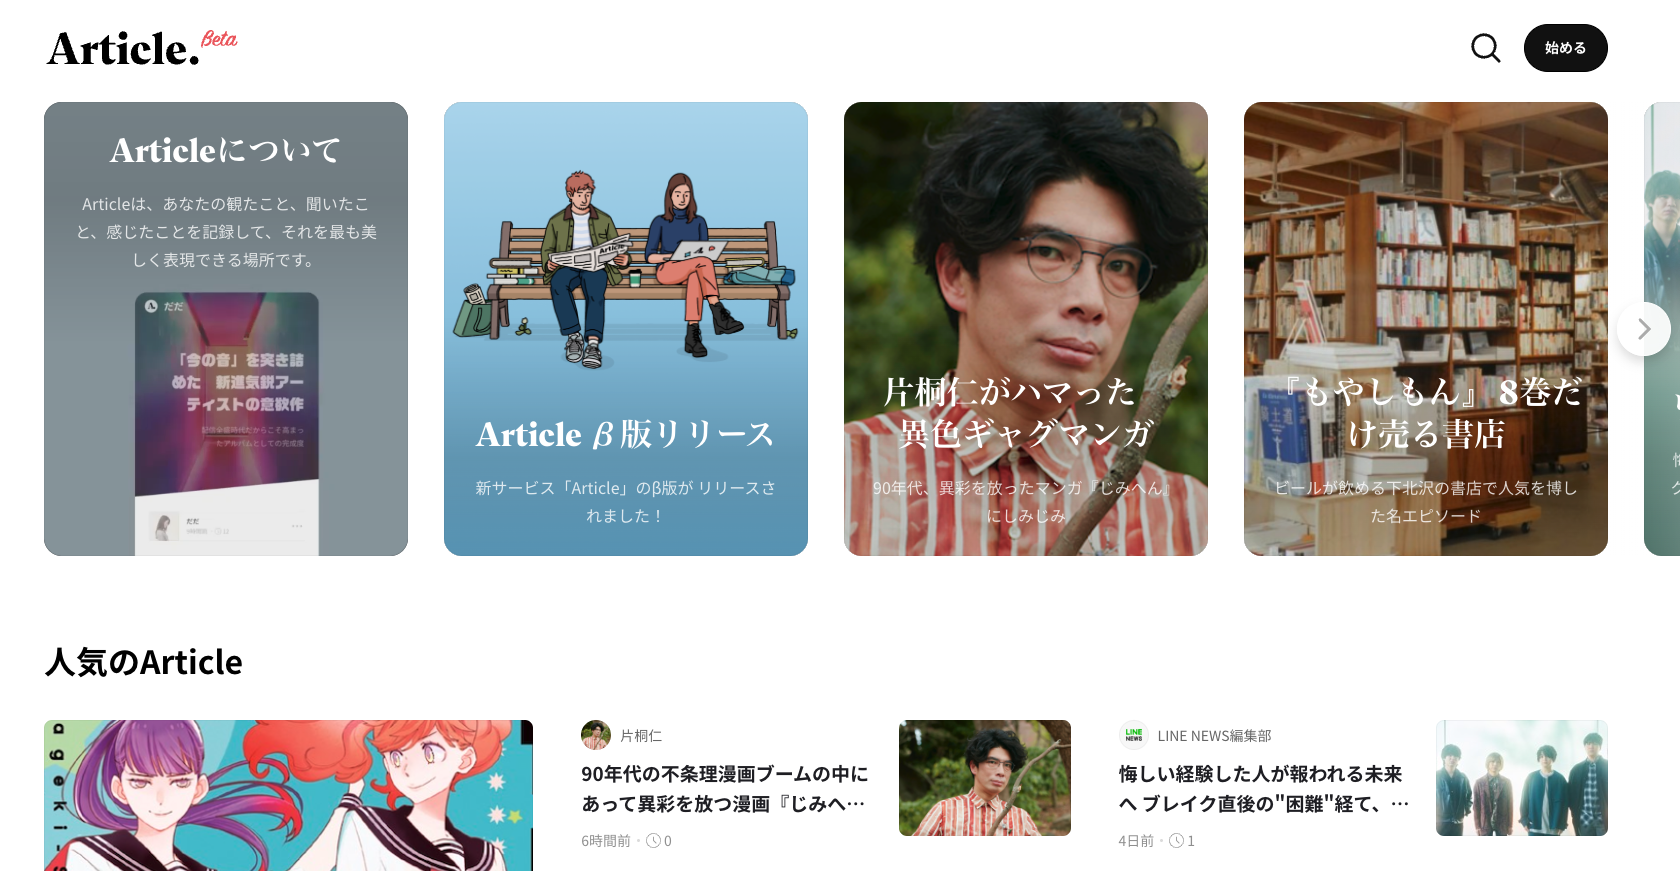 Article. Beta
始める
Articleについて
Articleは、あなたの観たこと、聞いたこ
と、感じたことを記録して、それを最も美
しく表現できる場所です。
だだ
「今の音」を突き詰
めた 新進気鋭アー
ティストの意欲作
だだ
Article
Article β 版リリース
新サービス「Article」のβ版が リリースさ
れました！
片桐仁がハマった
異色ギャグマンガ
90年代、異彩を放ったマンガ『じみへん』
にしみじみ
『もやしもん』 8巻だ
け売る書店
ビールが飲める下北沢の書店で人気を博し
た名エピソード
人気のArticle
片桐仁
90年代の不条理漫画ブームの中に
あって異彩を放つ漫画『じみへ…
6時間前・0
LINE NEWS
LINE NEWS編集部
悔しい経験した人が報われる未来
へ ブレイク直後の"困難"経て、…
4日前・1